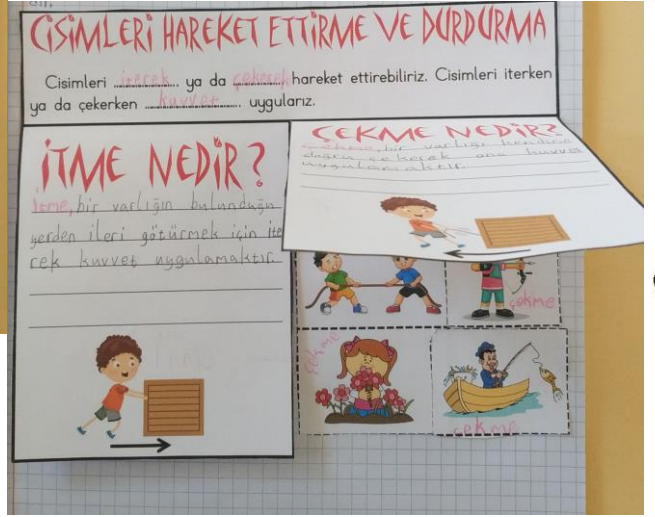 CİSİMLERİ HAREKET ETTİRME VE DURDURMA
Cisimleri iterek ya da çekerek hareket ettirebiliriz. Cisimleri iterken
ya da çekerken kuvvet uygularız.
İTME NEDİR?
İtme, bir varlığın bulunduğu
yerden ileri götürmek için ite
rek kuvvet uygulamaktır.
ÇEKME NEDİR?
Çekme, bir varlığı kendine
doğru çekerek ona kuvvet
uygulamaktır.
çekme
çekme
çekme